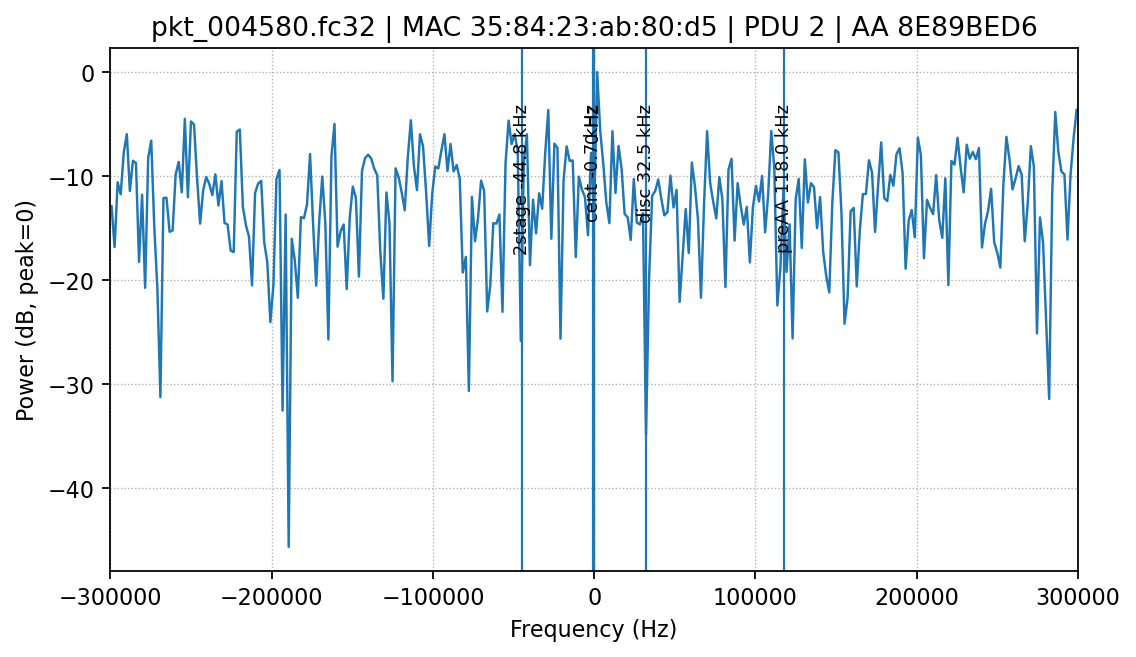 pkt_004580.fc32 | MAC 35:84:23:ab:80:d5 | PDU 2 | AA 8E89BED6
Power (dB, peak=0)
0
−10
−20
−30
−40
2stage -44.8 kHz
cent -0.70kHz
disc 32.5 kHz
preAA 118.0 kHz
−300000
−200000
−100000
0
100000
200000
300000
Frequency (Hz)